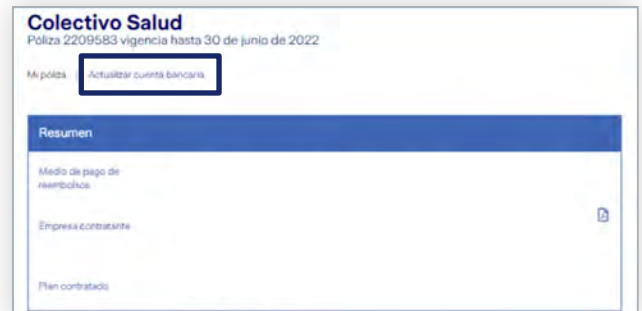 Colectivo Salud
Póliza 2209583 vigencia hasta 30 de junio de 2022
Mi póliza | Actualizar cuenta bancaria
Resumen
Medio de pago de
reembolsos
Empresa contratante
Plan contratado